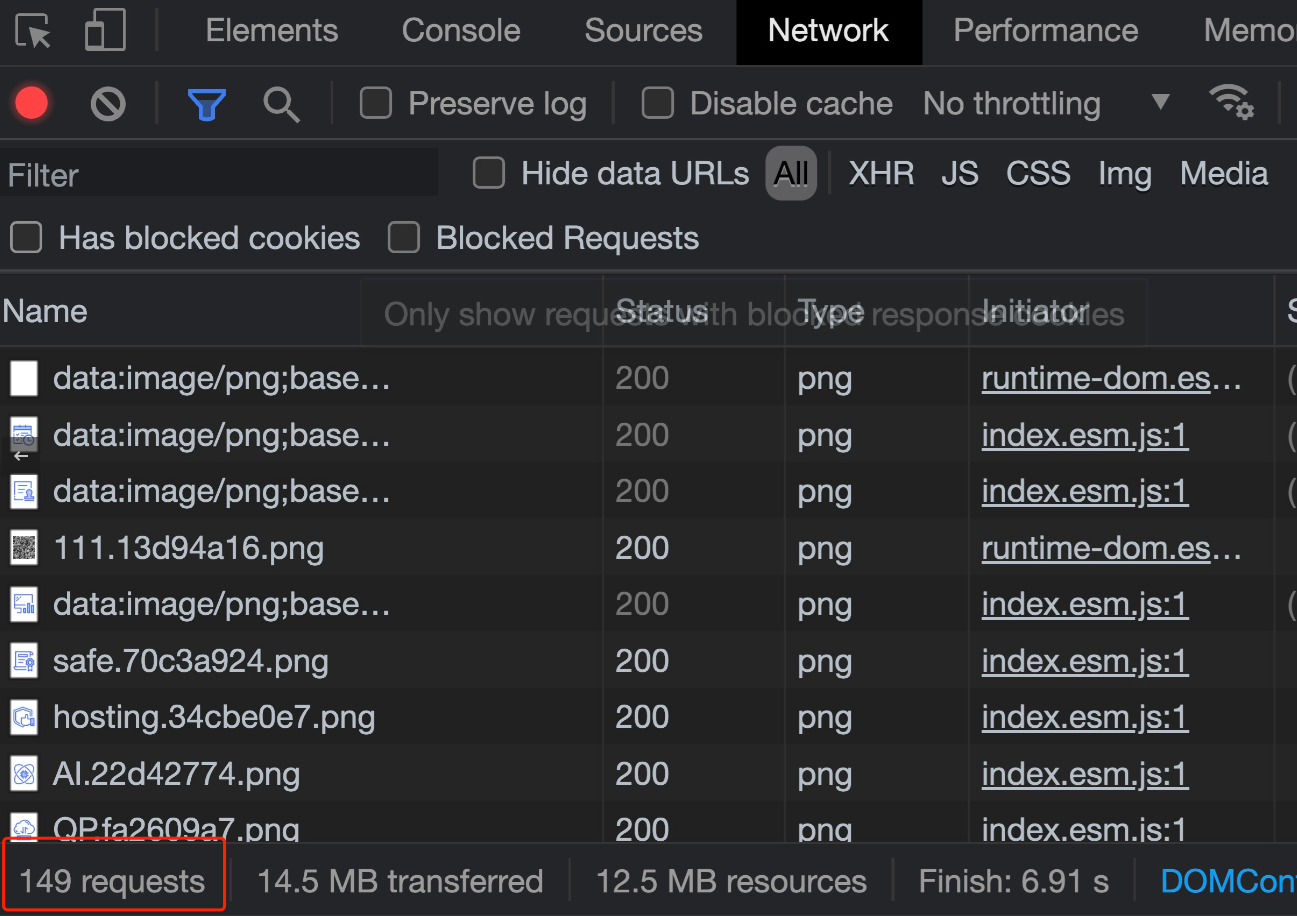 Elements Console Sources Network Performance Memo
Preserve log Disable cache No throttling
Filter Hide data URLs All XHR JS CSS Img Media
Has blocked cookies Blocked Requests
Name Status Type Initiator S
Only show requests with blocked response cookies
data:image/png;base… 200 png runtime-dom.es… (
data:image/png;base… 200 png index.esm.js:1 (
data:image/png;base… 200 png index.esm.js:1 (
111.13d94a16.png 200 png runtime-dom.es…
data:image/png;base… 200 png index.esm.js:1 (
safe.70c3a924.png 200 png index.esm.js:1
hosting.34cbe0e7.png 200 png index.esm.js:1
AI.22d42774.png 200 png index.esm.js:1
QP.fa2609a7.png 200 png index.esm.js:1
149 requests 14.5 MB transferred 12.5 MB resources Finish: 6.91 s DOMCont